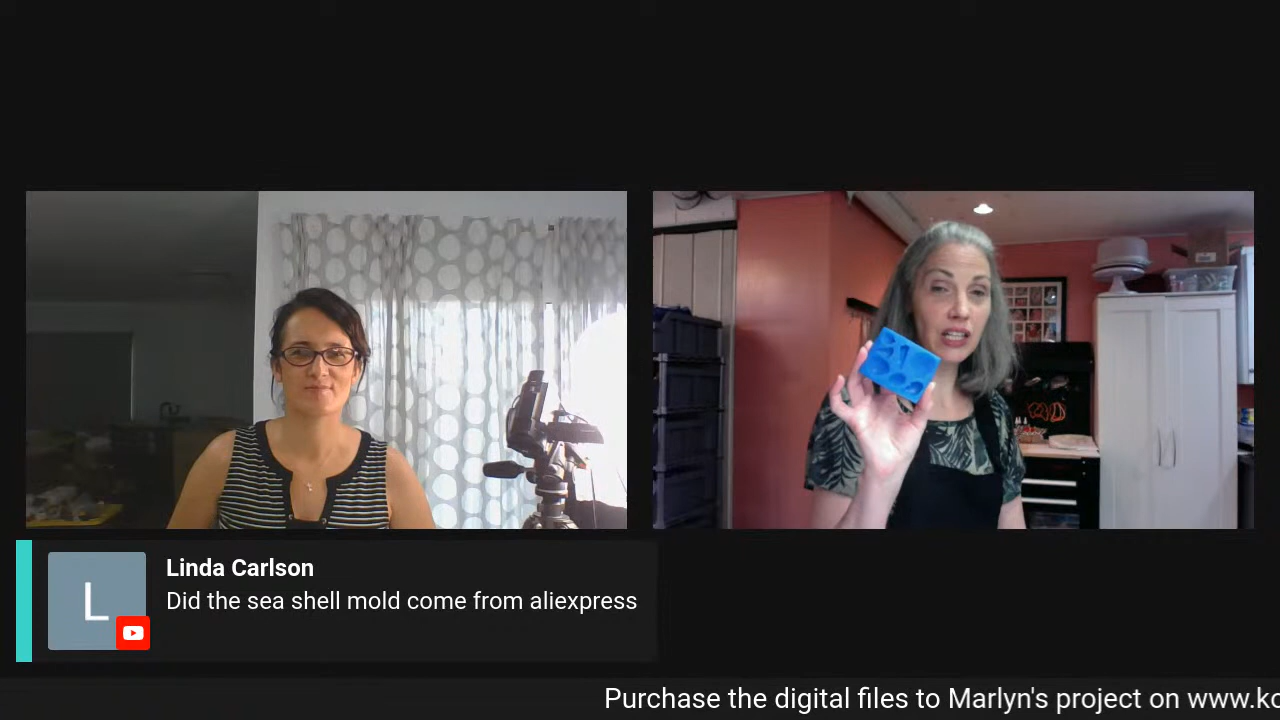 L
Linda Carlson
Did the sea shell mold come from aliexpress
Purchase the digital files to Marlyn's project on www.ko